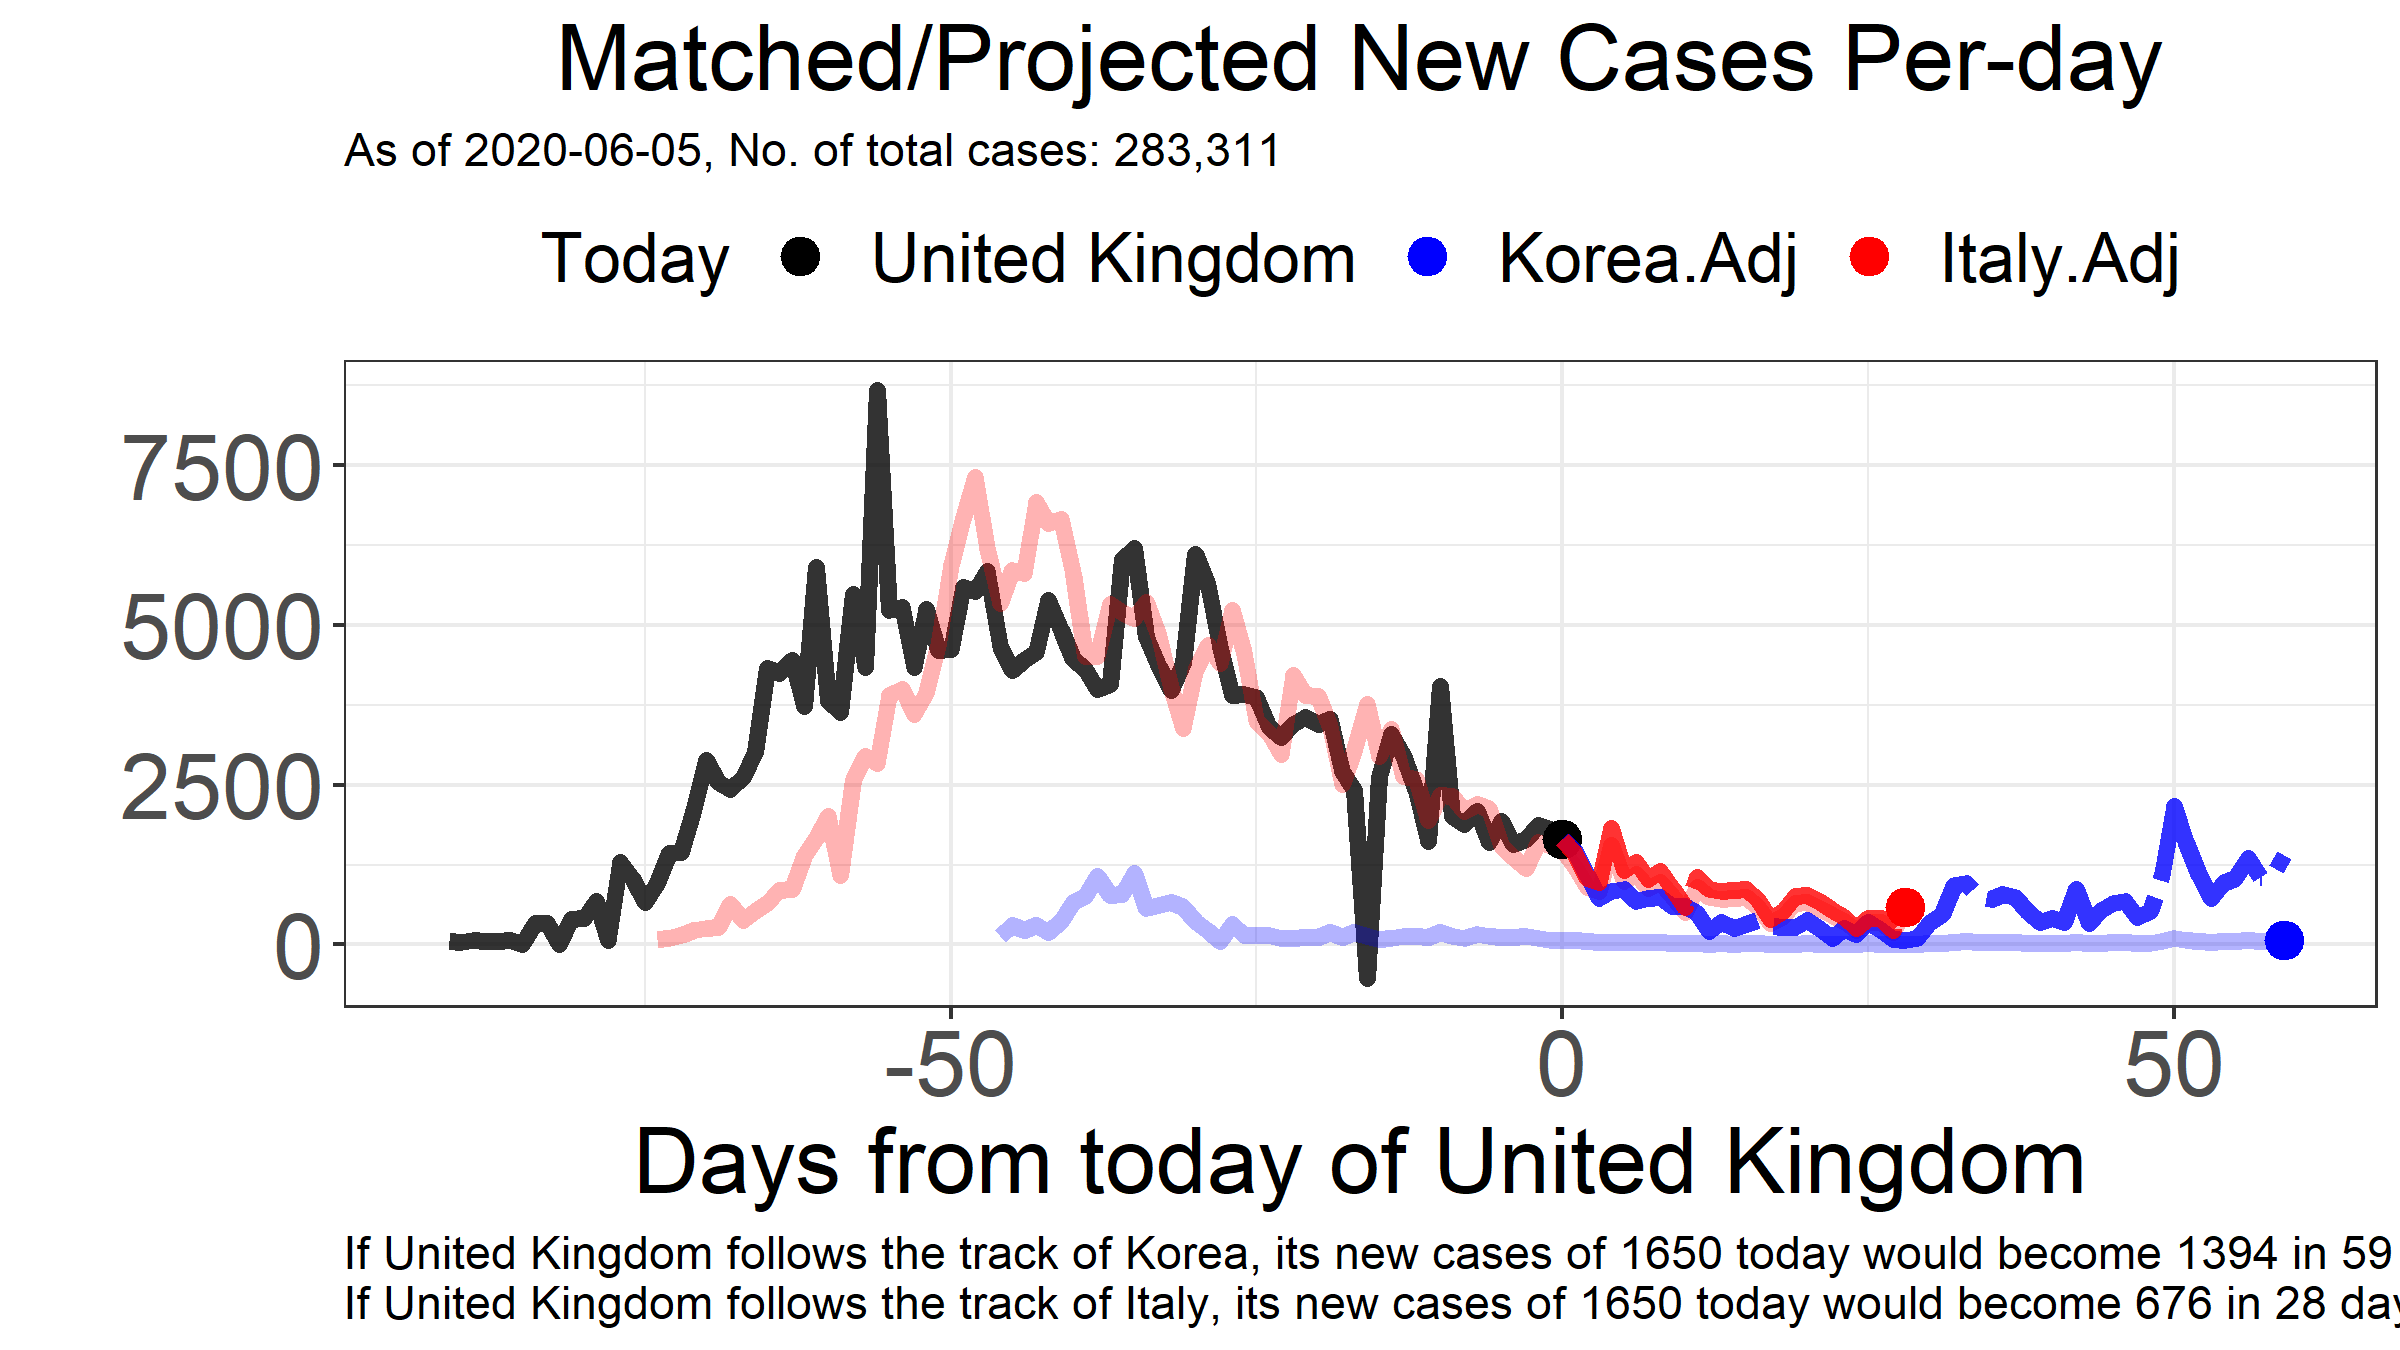 Matched/Projected New Cases Per-day
As of 2020-06-05, No. of total cases: 283,311
Today United Kingdom Korea.Adj Italy.Adj
7500
5000
2500
0
-50 0 50
Days from today of United Kingdom
If United Kingdom follows the track of Korea, its new cases of 1650 today would become 1394 in 59
If United Kingdom follows the track of Italy, its new cases of 1650 today would become 676 in 28 day